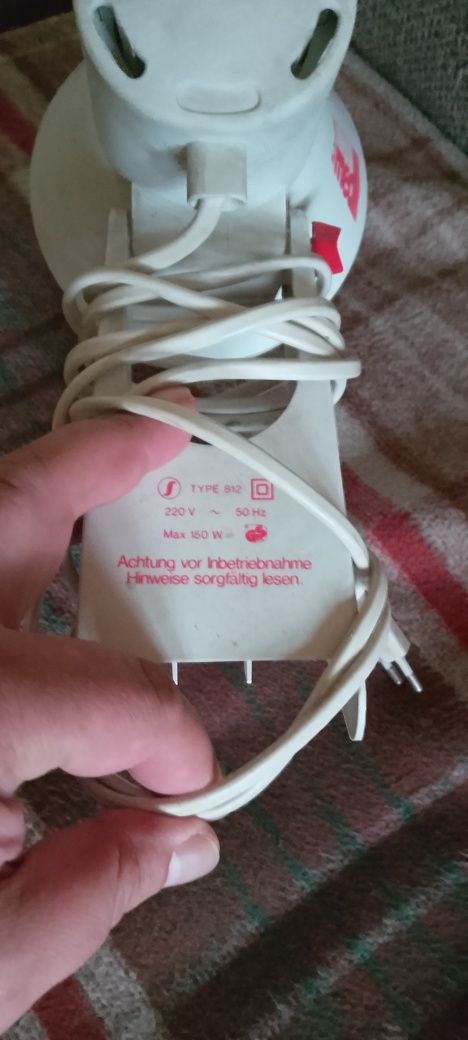 TYPE 812
220 V ~ 50 Hz
Max 150 W
Achtung vor Inbetriebnahme
Hinweise sorgfältig lesen.